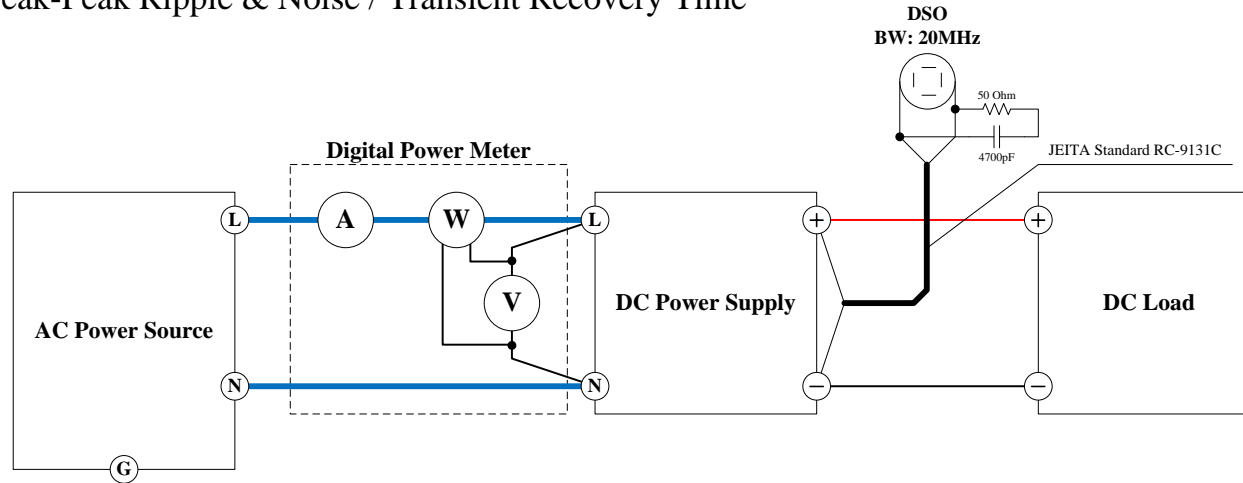 eak-Peak Ripple & Noise / Transient Recovery Time
DSO
BW: 20MHz
50 Ohm
4700pF
JEITA Standard RC-9131C
Digital Power Meter
L
A
W
L
+
+
V
AC Power Source
DC Power Supply
DC Load
N
N
−
−
G